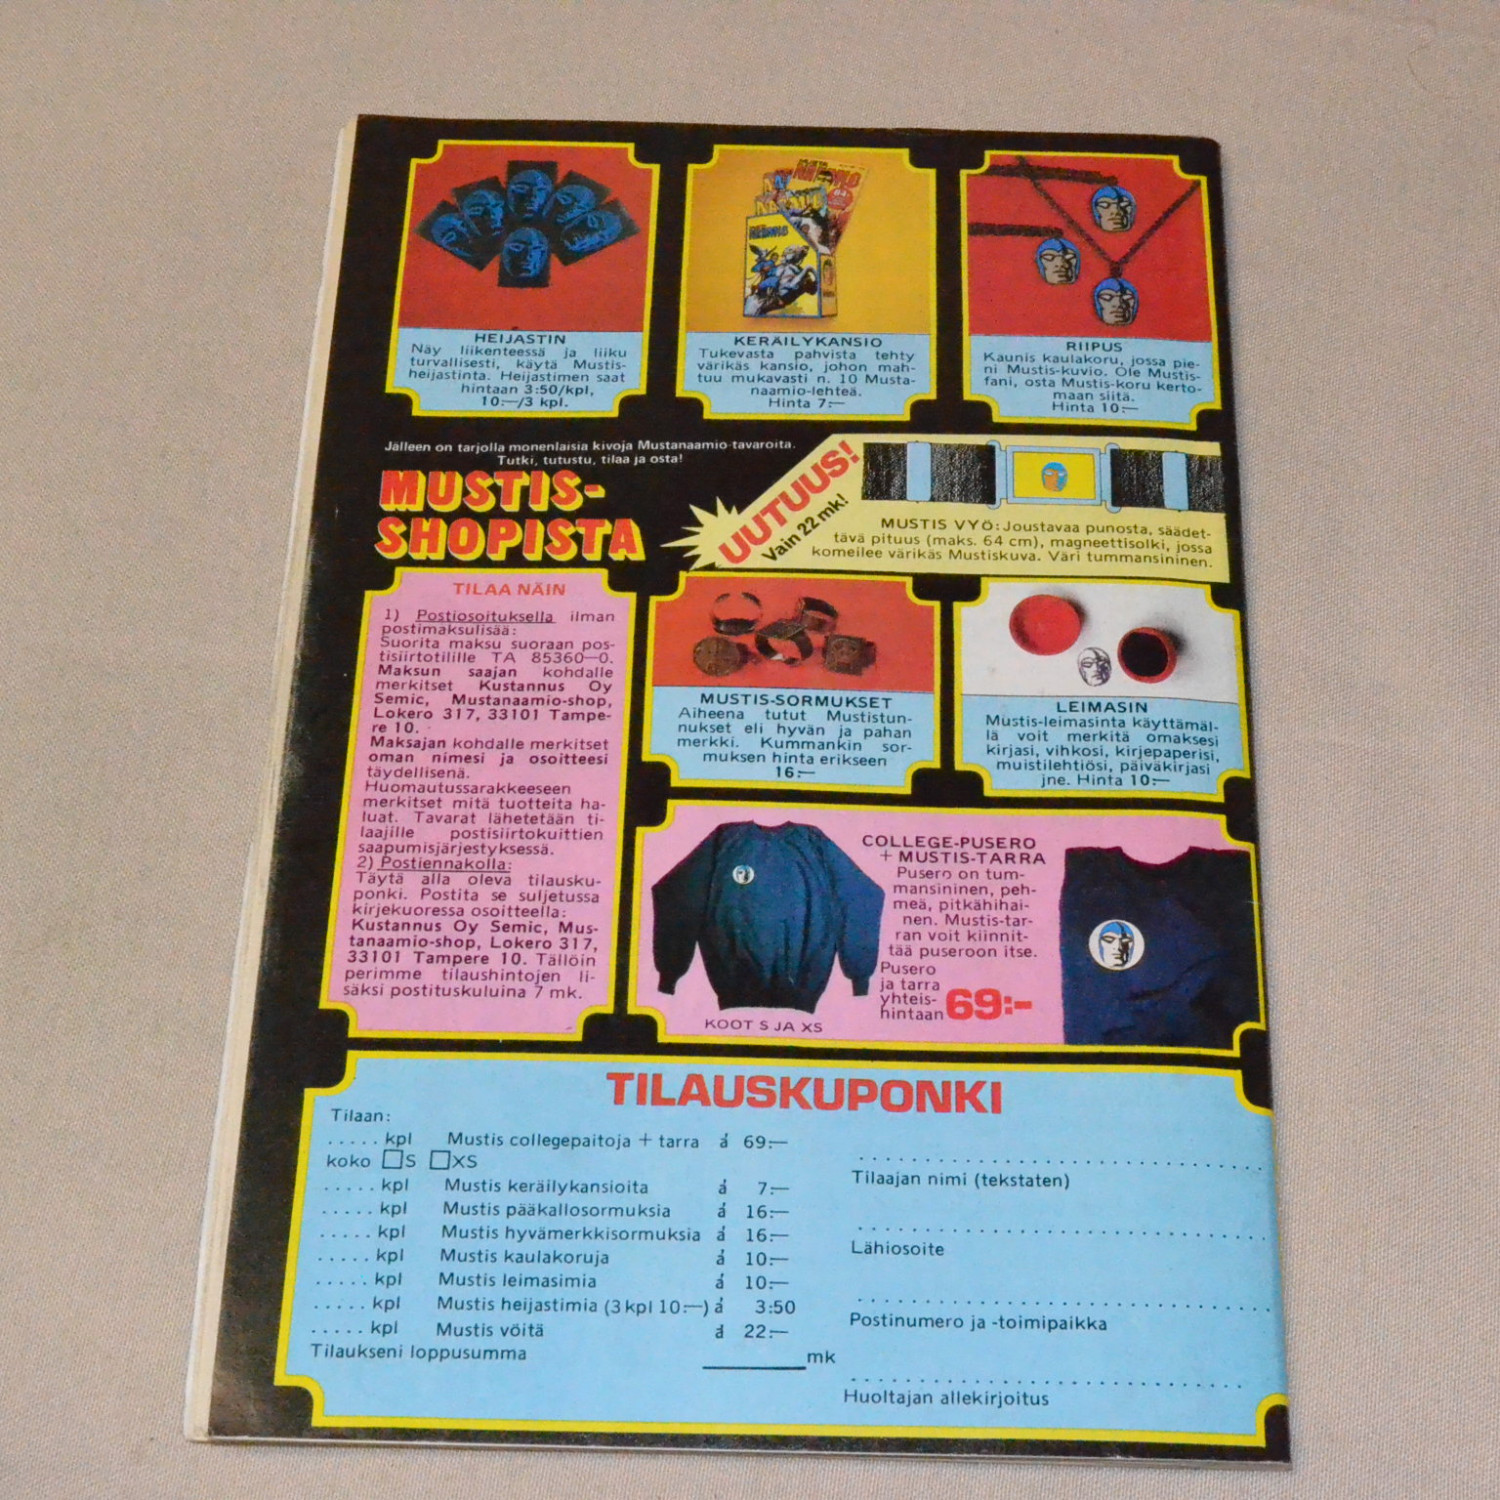 HEIJASTIN
Näy liikenteessä ja liiku
turvallisesti, käytä Mustis-
heijastinta. Heijastimen saat
hintaan 3:50/kpl,
10:—/3 kpl.
KERÄILYKANSIO
Tukevasta pahvista tehty
värikäs kansio, johon mah-
tuu mukavasti n. 10 Musta-
naamio-lehteä.
Hinta 7:—
RIIPUS
Kaunis kaulakoru, jossa pie-
ni Mustis-kuvio. Ole Mustis-
fani, osta Mustis-koru kerto-
maan siitä.
Hinta 10:—
Jälleen on tarjolla monenlaisia kivoja Mustanaamio-tavaroita.
Tutki, tutustu, tilaa ja osta!
MUSTIS-
SHOPISTA
UUTUUS!
Vain 22 mk!
MUSTIS VYÖ: Joustavaa punosta, säädet-
tävä pituus (maks. 64 cm), magneettisolki, jossa
komeilee värikäs Mustiskuva. Väri tummansininen.
TILAA NÄIN
1) Postiosoituksella ilman
postimaksulisää:
Suorita maksu suoraan pos-
tisiirtotilille TA 85360—0.
Maksun saajan kohdalle
merkitset Kustannus Oy
Semic, Mustanaamio-shop,
Lokero 317, 33101 Tampe-
re 10.
Maksajan kohdalle merkitset
oman nimesi ja osoitteesi
täydellisenä.
Huomautussarakkeeseen
merkitset mitä tuotteita ha-
luat. Tavarat lähetetään ti-
laajille postisiirtokuittien
saapumisjärjestyksessä.
2) Postiennakolla:
Täytä alla oleva tilausku-
ponki. Postita se suljetussa
kirjekuoressa osoitteella:
Kustannus Oy Semic, Mus-
tanaamio-shop, Lokero 317,
33101 Tampere 10. Tällöin
perimme tilaushintojen li-
säksi postituskuluina 7 mk.
MUSTIS-SORMUKSET
Aiheena tutut Mustistun-
nukset eli hyvän ja pahan
merkki. Kummankin sor-
muksen hinta erikseen
16:—
LEIMASIN
Mustis-leimasinta käyttämäl-
lä voit merkitä omaksesi
kirjasi, vihkosi, kirjepaperisi,
muistilehtiösi, päiväkirjasi
jne. Hinta 10:—
COLLEGE-PUSERO
+ MUSTIS-TARRA
Pusero on tum-
mansininen, peh-
meä, pitkähihai-
nen. Mustis-tar-
ran voit kiinnit-
tää puseroon itse.
Pusero
ja tarra
yhteis-
hintaan 69:-
KOOT S JA XS
TILAUSKUPONKI
Tilaan:
..... kpl Mustis collegepaitoja + tarra á 69:—
koko □S □XS
..... kpl Mustis keräilykansioita á 7:—
..... kpl Mustis pääkallosormuksia á 16:—
..... kpl Mustis hyvämerkkisormuksia á 16:—
..... kpl Mustis kaulakoruja á 10:—
..... kpl Mustis leimasimia á 10:—
..... kpl Mustis heijastimia (3 kpl 10:—) á 3:50
..... kpl Mustis vöitä á 22:—
Tilaukseni loppusumma mk
Tilaajan nimi (tekstaten)
Lähiosoite
Postinumero ja -toimipaikka
Huoltajan allekirjoitus